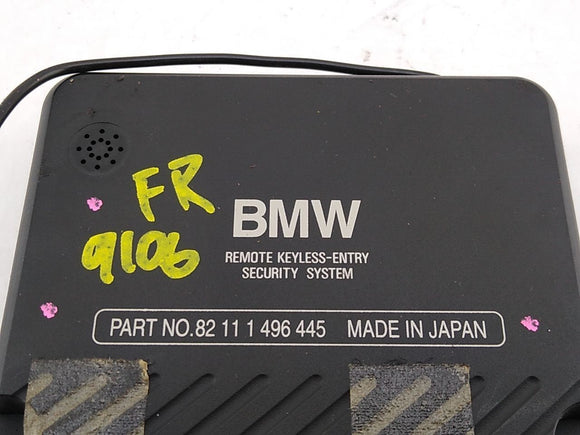 FR
9106
BMW
REMOTE KEYLESS-ENTRY
SECURITY SYSTEM
PART NO.82 11 1 496 445 MADE IN JAPAN